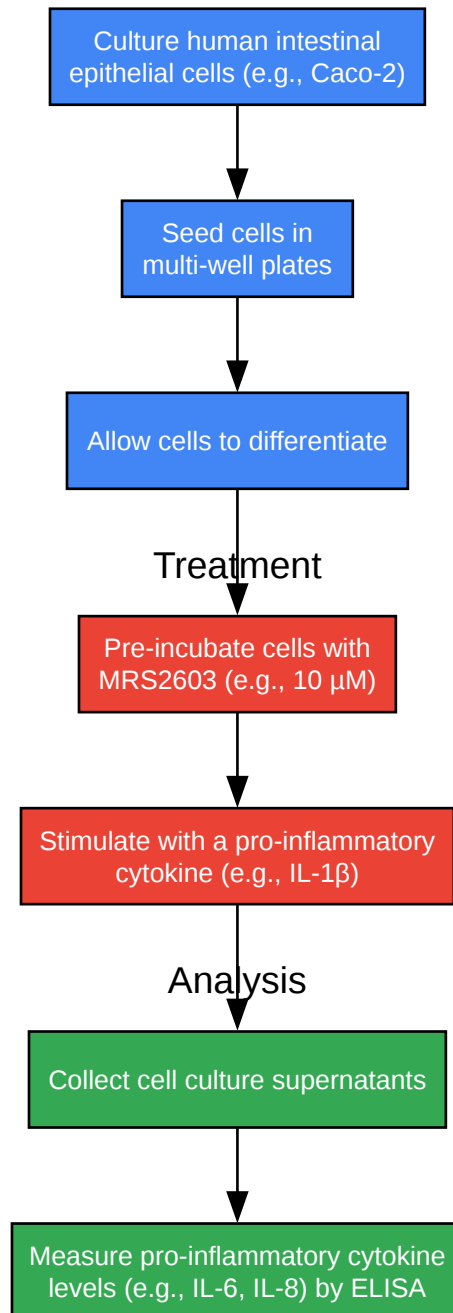 Culture human intestinal
epithelial cells (e.g., Caco-2)
Seed cells in
multi-well plates
Allow cells to differentiate
Treatment
Pre-incubate cells with
MRS2603 (e.g., 10 µM)
Stimulate with a pro-inflammatory
cytokine (e.g., IL-1β)
Analysis
Collect cell culture supernatants
Measure pro-inflammatory cytokine
levels (e.g., IL-6, IL-8) by ELISA